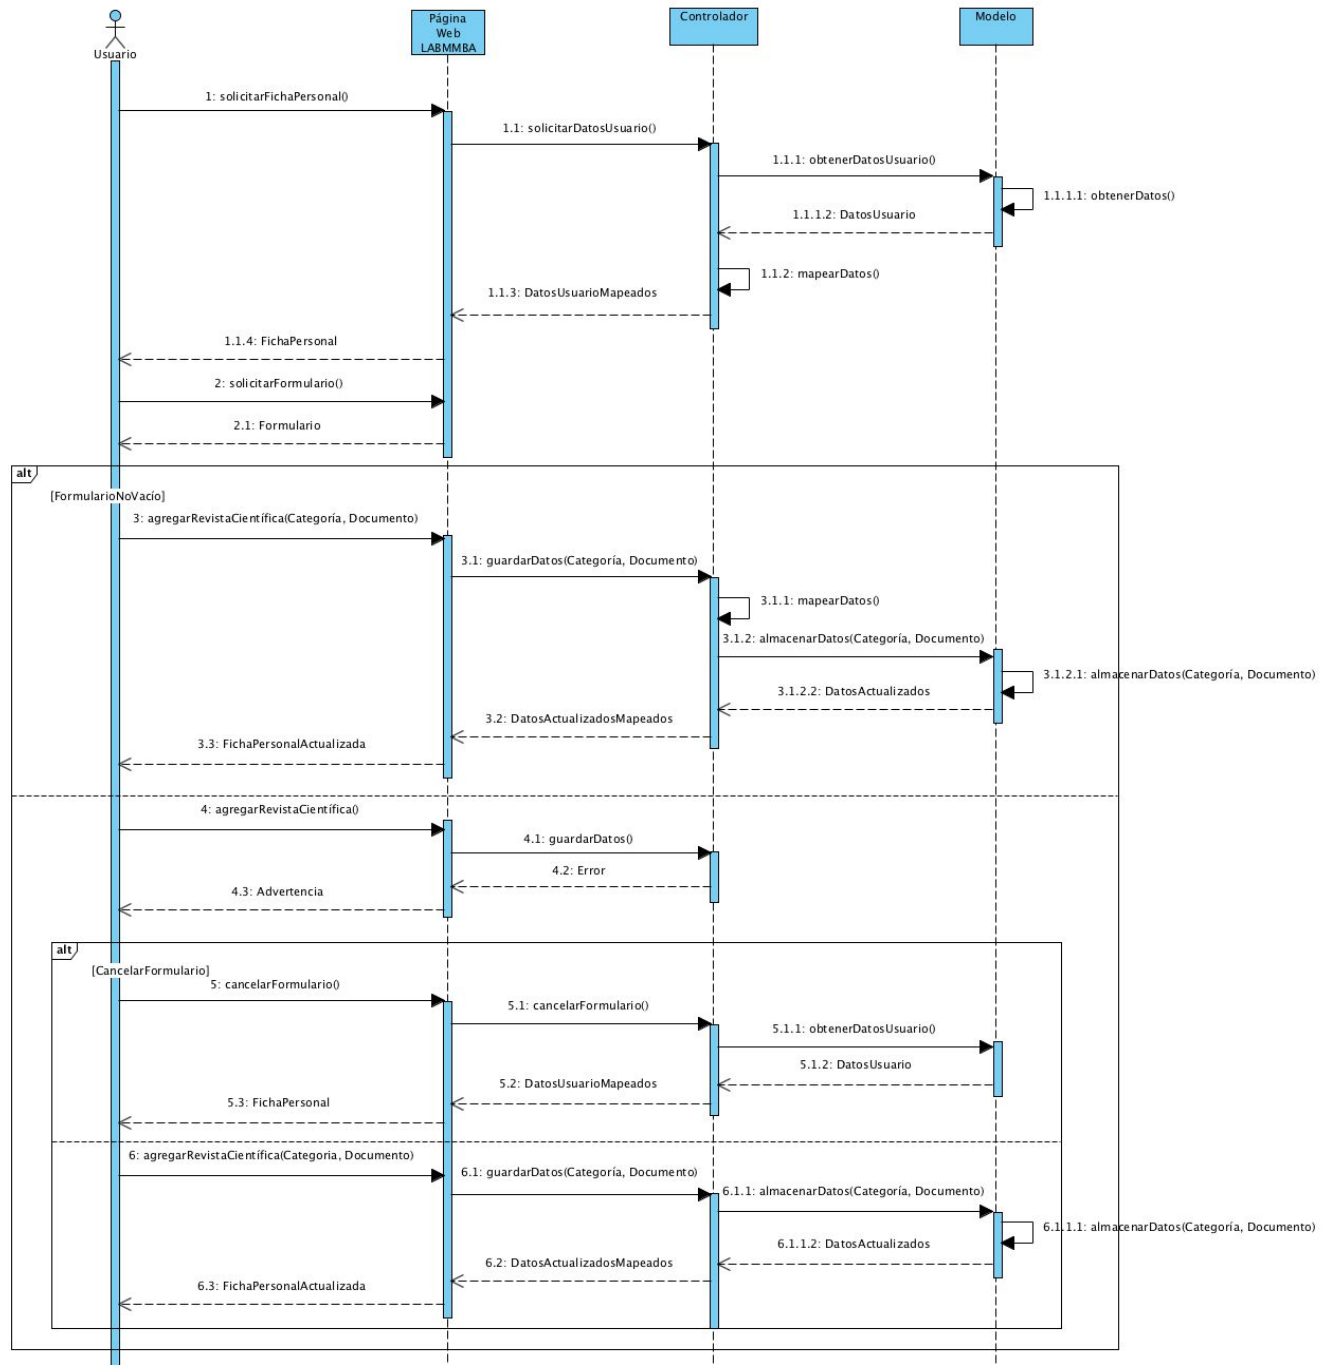 Usuario
Página
Web
LABMMBA
Controlador
Modelo
1: solicitarFichaPersonal()
1.1: solicitarDatosUsuario()
1.1.1: obtenerDatosUsuario()
1.1.1.1: obtenerDatos()
1.1.1.2: DatosUsuario
1.1.2: mapearDatos()
1.1.3: DatosUsuarioMapeados
1.1.4: FichaPersonal
2: solicitarFormulario()
2.1: Formulario
alt
[FormularioNoVacío]
3: agregarRevistaCientífica(Categoría, Documento)
3.1: guardarDatos(Categoría, Documento)
3.1.1: mapearDatos()
3.1.2: almacenarDatos(Categoría, Documento)
3.1.2.1: almacenarDatos(Categoría, Documento)
3.1.2.2: DatosActualizados
3.2: DatosActualizadosMapeados
3.3: FichaPersonalActualizada
4: agregarRevistaCientífica()
4.1: guardarDatos()
4.2: Error
4.3: Advertencia
alt
[CancelarFormulario]
5: cancelarFormulario()
5.1: cancelarFormulario()
5.1.1: obtenerDatosUsuario()
5.1.2: DatosUsuario
5.2: DatosUsuarioMapeados
5.3: FichaPersonal
6: agregarRevistaCientífica(Categoria, Documento)
6.1: guardarDatos(Categoría, Documento)
6.1.1: almacenarDatos(Categoría, Documento)
6.1.1.1: almacenarDatos(Categoría, Documento)
6.1.1.2: DatosActualizados
6.2: DatosActualizadosMapeados
6.3: FichaPersonalActualizada